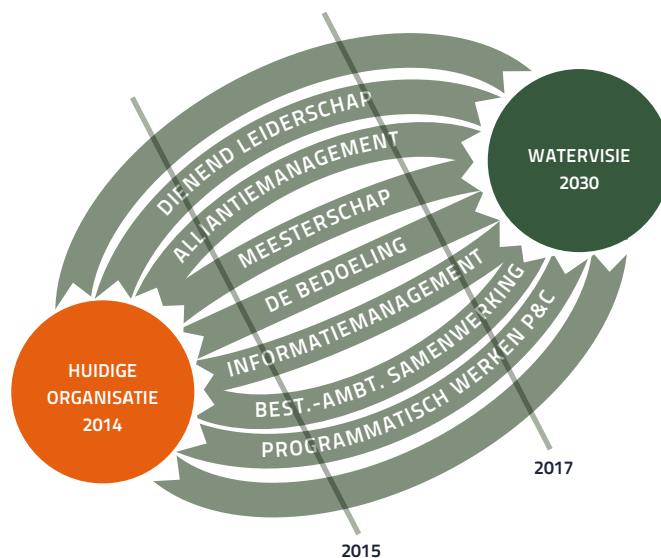 DIENEND LEIDERSCHAP
ALLIANTIEMANAGEMENT
MEESTERSCHAP
DE BEDOELING
INFORMATIEMANAGEMENT
BEST.-AMBT. SAMENWERKING
PROGRAMMATISCH WERKEN P&C
WATERVISIE
2030
HUIDIGE
ORGANISATIE
2014
2017
2015